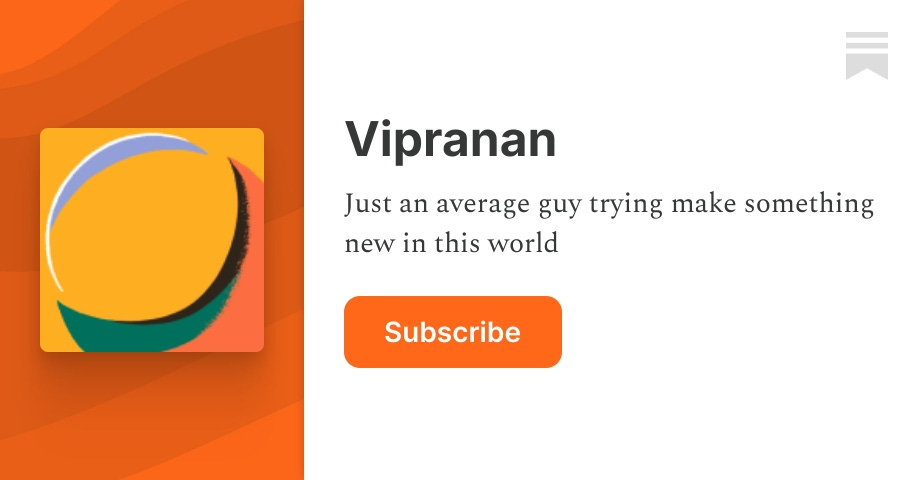 Vipranan
Just an average guy trying make something
new in this world
Subscribe